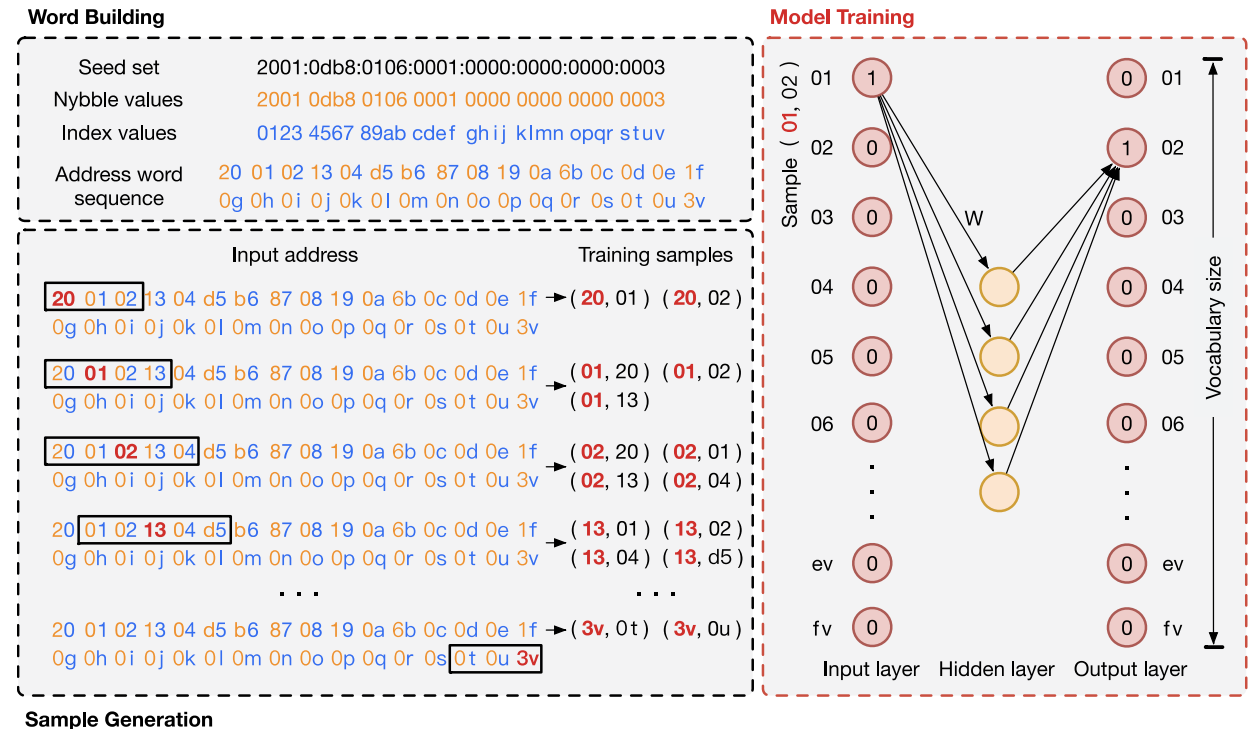 Word Building
Seed set 2001:0db8:0106:0001:0000:0000:0000:0003
Nybble values 2001 0db8 0106 0001 0000 0000 0000 0003
Index values 0123 4567 89ab cdef ghij klmn opqr stuv
Address word sequence
20 01 02 13 04 d5 b6 87 08 19 0a 6b 0c 0d 0e 1f
0g 0h 0i 0j 0k 0l 0m 0n 0o 0p 0q 0r 0s 0t 0u 3v
Input address Training samples
20 01 02 13 04 d5 b6 87 08 19 0a 6b 0c 0d 0e 1f (20, 01) (20, 02)
0g 0h 0i 0j 0k 0l 0m 0n 0o 0p 0q 0r 0s 0t 0u 3v
20 01 02 13 04 d5 b6 87 08 19 0a 6b 0c 0d 0e 1f (01, 20) (01, 02)
0g 0h 0i 0j 0k 0l 0m 0n 0o 0p 0q 0r 0s 0t 0u 3v (01, 13)
20 01 02 13 04 d5 b6 87 08 19 0a 6b 0c 0d 0e 1f (02, 20) (02, 01)
0g 0h 0i 0j 0k 0l 0m 0n 0o 0p 0q 0r 0s 0t 0u 3v (02, 13) (02, 04)
20 01 02 13 04 d5 b6 87 08 19 0a 6b 0c 0d 0e 1f (13, 01) (13, 02)
0g 0h 0i 0j 0k 0l 0m 0n 0o 0p 0q 0r 0s 0t 0u 3v (13, 04) (13, d5)
. . . . . .
20 01 02 13 04 d5 b6 87 08 19 0a 6b 0c 0d 0e 1f (3v, 0t) (3v, 0u)
0g 0h 0i 0j 0k 0l 0m 0n 0o 0p 0q 0r 0s 0t 0u 3v
Sample Generation
Model Training
Sample (01, 02)
01 1 0 01
02 0 1 02
03 0 0 03
W
04 0 0 04
05 0 0 05
06 0 0 06
ev 0 0 ev
fv 0 0 fv
Input layer Hidden layer Output layer
Vocabulary size